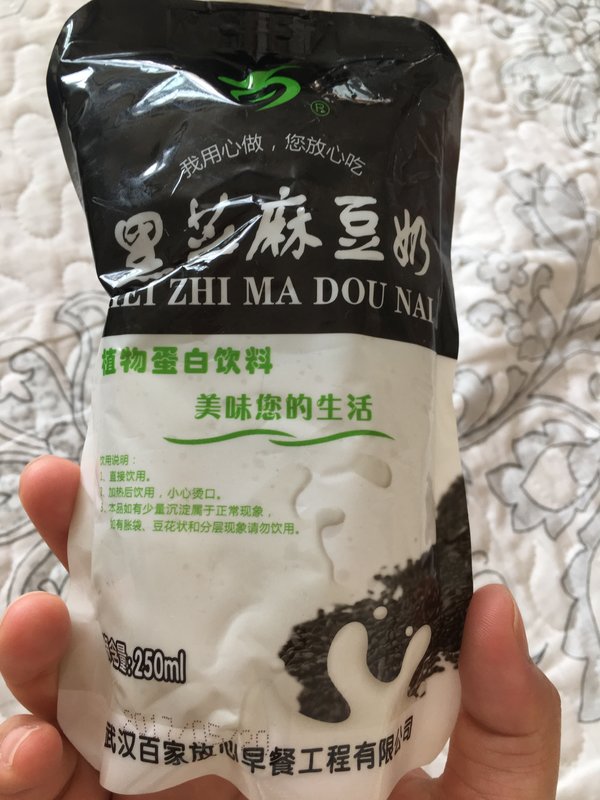 ®
我用心做，您放心吃
黑芝麻豆奶
HEI ZHI MA DOU NAI
植物蛋白饮料
美味您的生活
饮用说明：
1、直接饮用。
2、加热后饮用，小心烫口。
3、本品如有少量沉淀属于正常现象，
如有胀袋、豆花状和分层现象请勿饮用。
净含量:250ml
武汉百家放心早餐工程有限公司